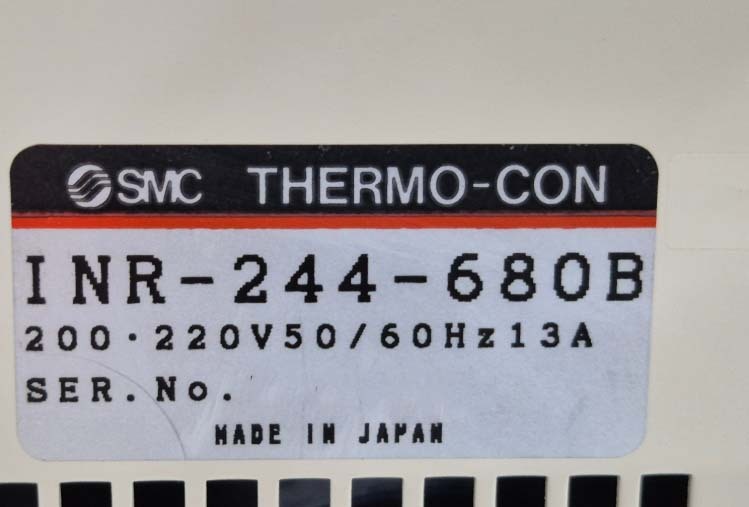 SMC THERMO-CON
INR-244-680B
200·220V50/60Hz13A
SER.No.
MADE IN JAPAN